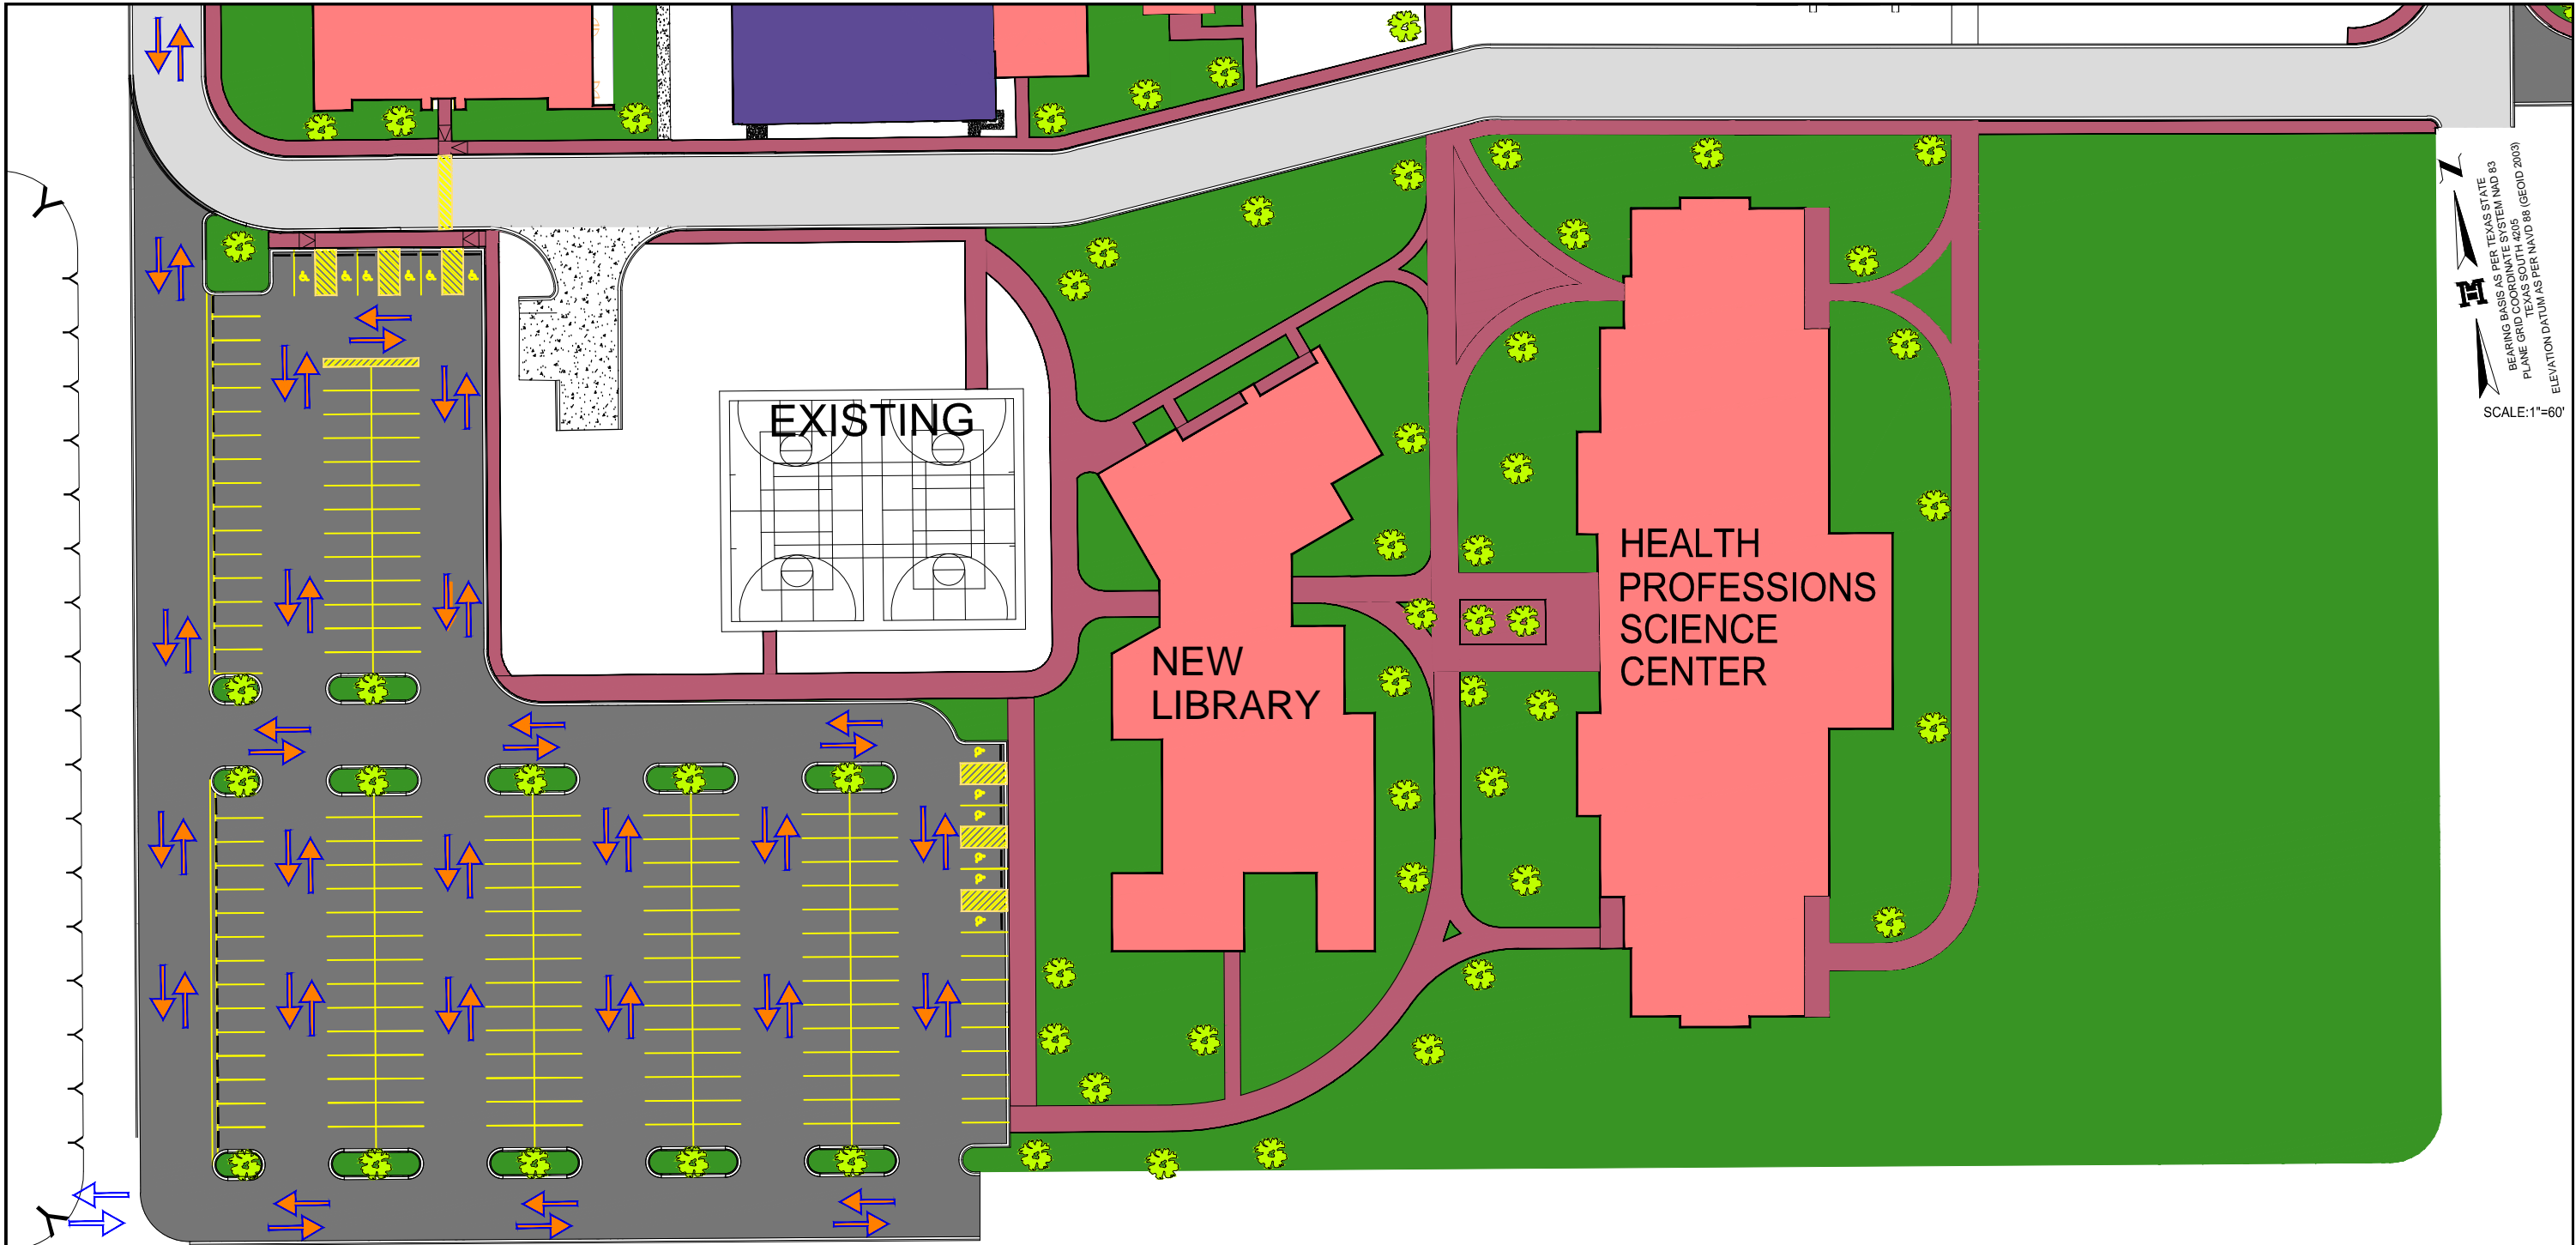 EXISTING
NEW
LIBRARY
HEALTH
PROFESSIONS
SCIENCE
CENTER
BEARING BASIS AS PER TEXAS STATE
PLANE GRID COORDINATE SYSTEM NAD 83
TEXAS SOUTH 4205
ELEVATION DATUM AS PER NAVD 88 (GEOID 2003)
SCALE:1"=60'